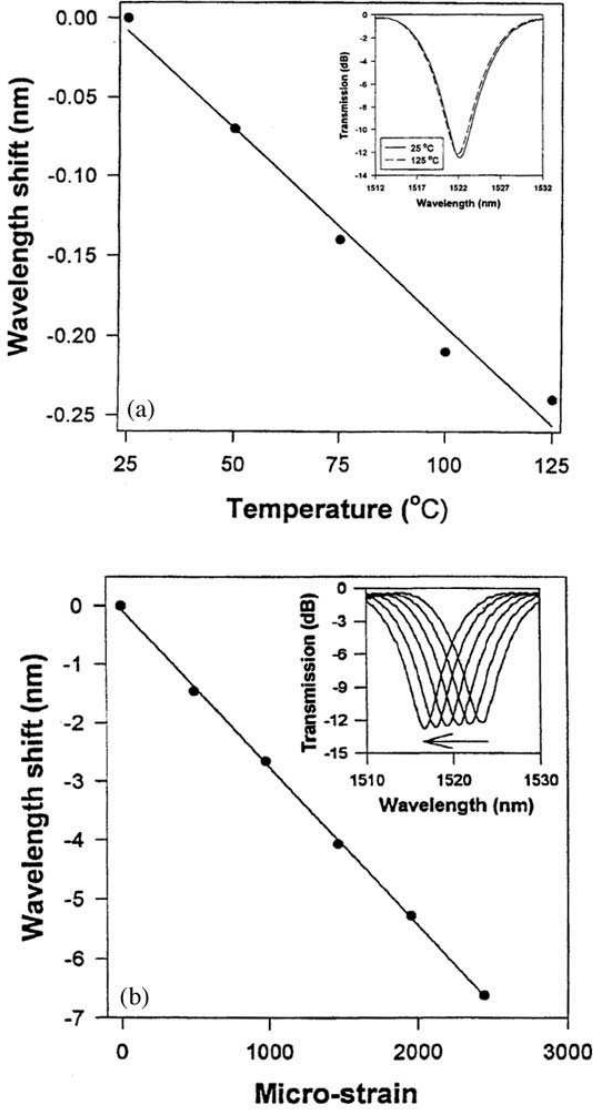 0.00
-0.05
-0.10
-0.15
-0.20
-0.25
Wavelength shift (nm)
(a)
25 50 75 100 125
Temperature (°C)
0
-2
-4
-6
-8
-10
-12
-14
Transmission (dB)
25 °C
125 °C
1512 1517 1522 1527 1532
Wavelength (nm)
0
-1
-2
-3
-4
-5
-6
-7
Wavelength shift (nm)
(b)
0 1000 2000 3000
Micro-strain
0
-3
-6
-9
-12
-15
Transmission (dB)
1510 1520 1530
Wavelength (nm)